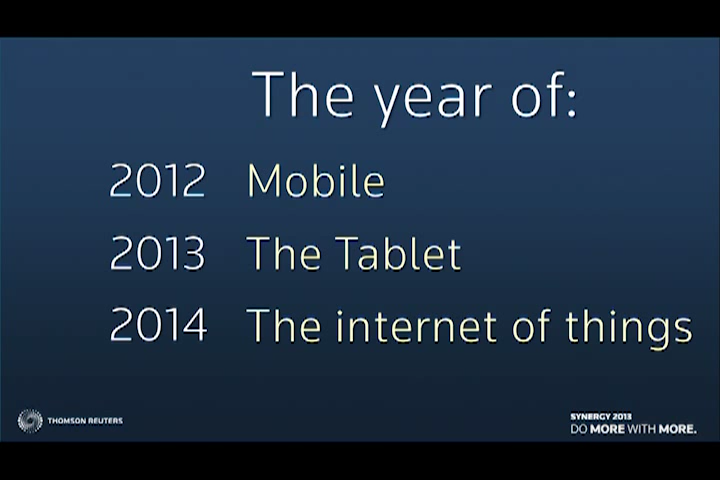 The year of:
2012 Mobile
2013 The Tablet
2014 The internet of things
THOMSON REUTERS
SYNERGY 2013
DO MORE WITH MORE.